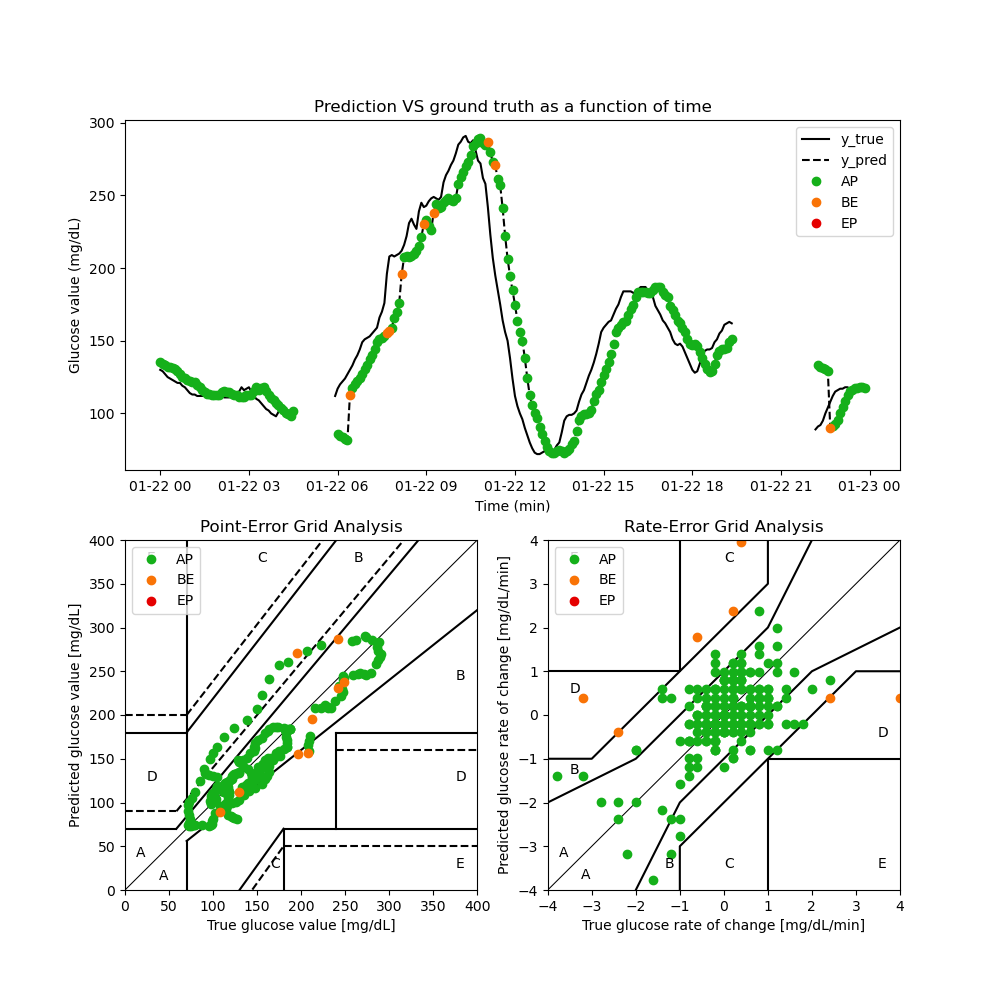 Prediction VS ground truth as a function of time
300
250
200
150
100
Glucose value (mg/dL)
y_true
y_pred
AP
BE
EP
01-22 00 01-22 03 01-22 06 01-22 09 01-22 12 01-22 15 01-22 18 01-22 21 01-23 00
Time (min)
Point-Error Grid Analysis
400
350
300
250
200
150
100
50
0
Predicted glucose value [mg/dL]
AP
BE
EP
C
B
B
D
D
A
A
C
E
0 50 100 150 200 250 300 350 400
True glucose value [mg/dL]
Rate-Error Grid Analysis
4
3
2
1
0
−1
−2
−3
−4
Predicted glucose rate of change [mg/dL/min]
AP
BE
EP
C
D
D
B
A
A
B
C
E
−4 −3 −2 −1 0 1 2 3 4
True glucose rate of change [mg/dL/min]